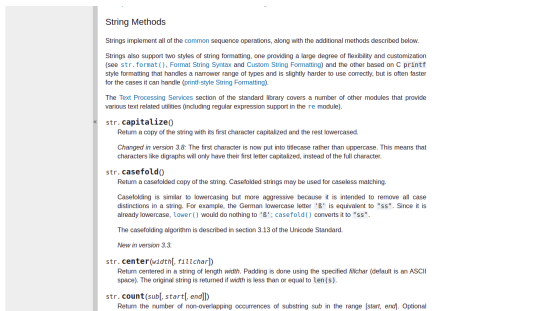 String Methods
Strings implement all of the common sequence operations, along with the additional methods described below.
Strings also support two styles of string formatting, one providing a large degree of flexibility and customization
(see str.format(), Format String Syntax and Custom String Formatting) and the other based on C printf
style formatting that handles a narrower range of types and is slightly harder to use correctly, but is often faster
for the cases it can handle (printf-style String Formatting).
The Text Processing Services section of the standard library covers a number of other modules that provide
various text related utilities (including regular expression support in the re module).
str.capitalize()
Return a copy of the string with its first character capitalized and the rest lowercased.
Changed in version 3.8: The first character is now put into titlecase rather than uppercase. This means that
characters like digraphs will only have their first letter capitalized, instead of the full character.
str.casefold()
Return a casefolded copy of the string. Casefolded strings may be used for caseless matching.
Casefolding is similar to lowercasing but more aggressive because it is intended to remove all case
distinctions in a string. For example, the German lowercase letter 'ß' is equivalent to "ss". Since it is
already lowercase, lower() would do nothing to 'ß'; casefold() converts it to "ss".
The casefolding algorithm is described in section 3.13 of the Unicode Standard.
New in version 3.3.
str.center(width[, fillchar])
Return centered in a string of length width. Padding is done using the specified fillchar (default is an ASCII
space). The original string is returned if width is less than or equal to len(s).
str.count(sub[, start[, end]])
Return the number of non-overlapping occurrences of substring sub in the range [start, end]. Optional